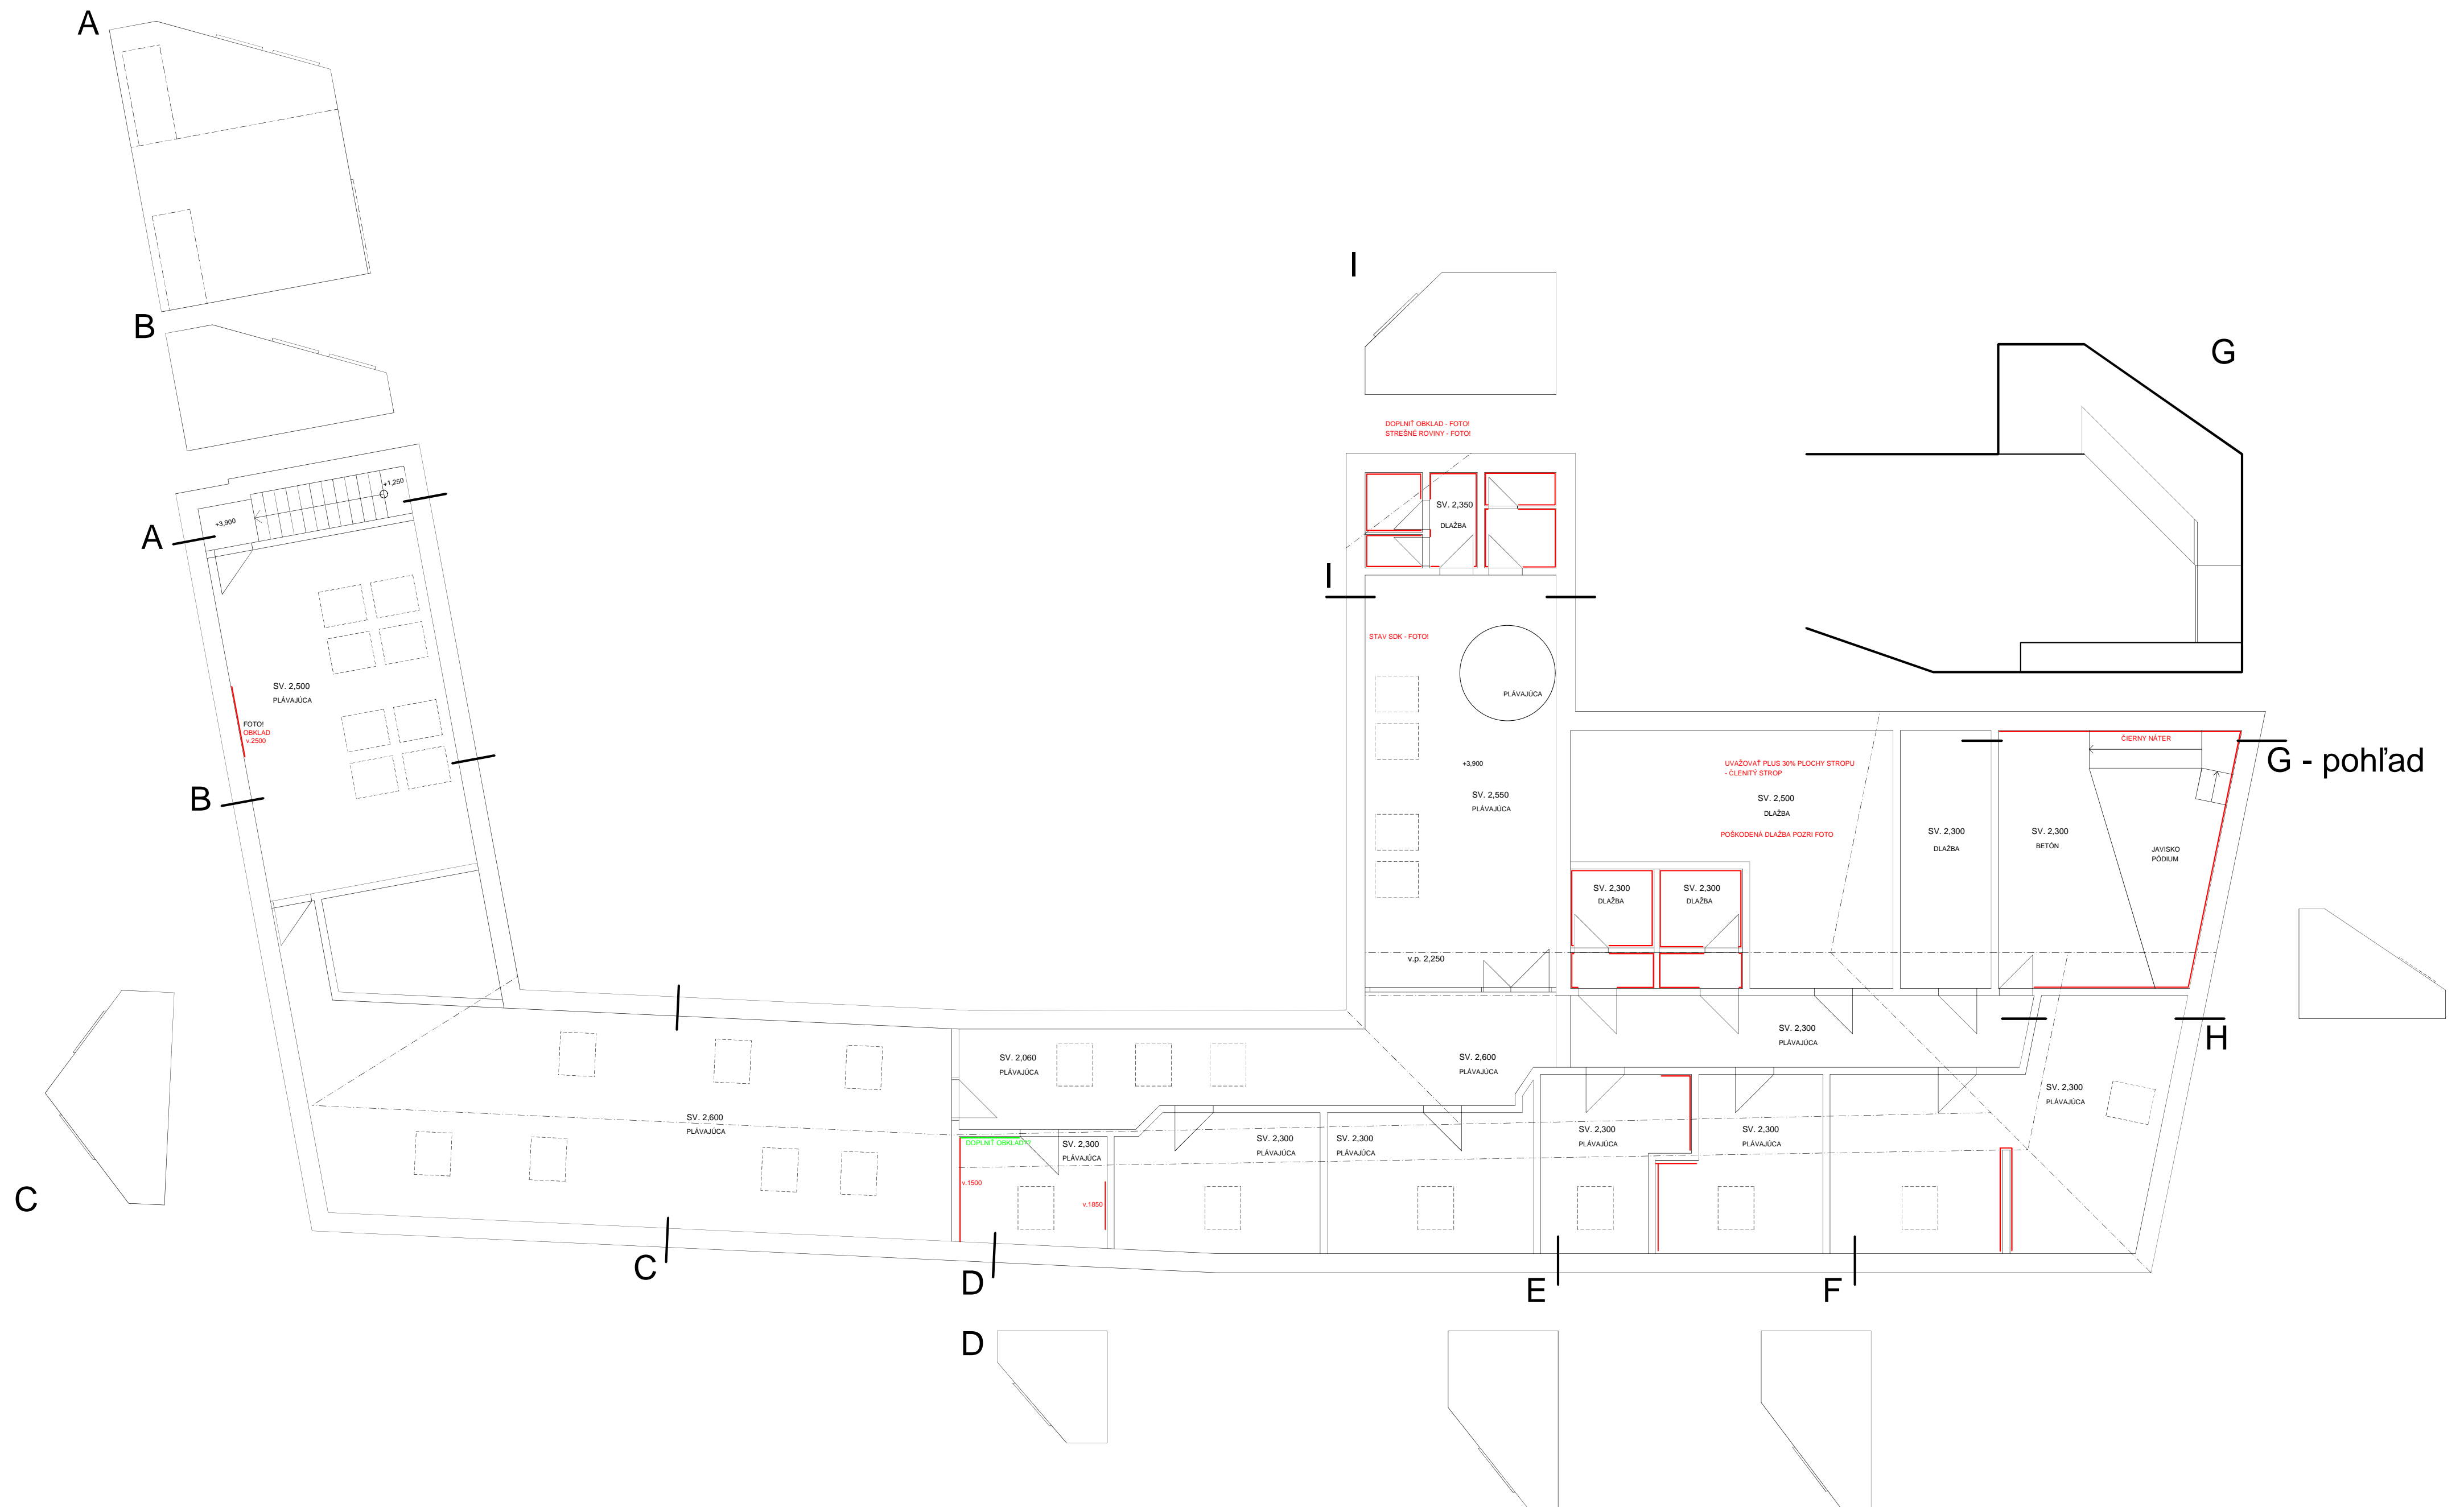 A
B
I
G
DOPLNIŤ OBKLAD - FOTO!
STREŠNÉ ROVINY - FOTO!
+1,250
+3,900
A
SV. 2,350
DLAŽBA
I
STAV SDK - FOTO!
SV. 2,500
PLÁVAJÚCA
PLÁVAJÚCA
FOTO!
OBKLAD
v.2500
ČIERNY NÁTER
G - pohľad
+3,900
UVAŽOVAŤ PLUS 30% PLOCHY STROPU
- ČLENITÝ STROP
B
SV. 2,550
PLÁVAJÚCA
SV. 2,500
DLAŽBA
POŠKODENÁ DLAŽBA POZRI FOTO
SV. 2,300
DLAŽBA
SV. 2,300
BETÓN
JAVISKO
PÓDIUM
SV. 2,300
DLAŽBA
SV. 2,300
DLAŽBA
v.p. 2,250
SV. 2,060
PLÁVAJÚCA
SV. 2,600
PLÁVAJÚCA
SV. 2,300
PLÁVAJÚCA
H
SV. 2,300
PLÁVAJÚCA
SV. 2,600
PLÁVAJÚCA
DOPLNIŤ OBKLADY?
SV. 2,300
PLÁVAJÚCA
SV. 2,300
PLÁVAJÚCA
SV. 2,300
PLÁVAJÚCA
SV. 2,300
PLÁVAJÚCA
SV. 2,300
PLÁVAJÚCA
v.1500
v.1850
C
C
D
E
F
D